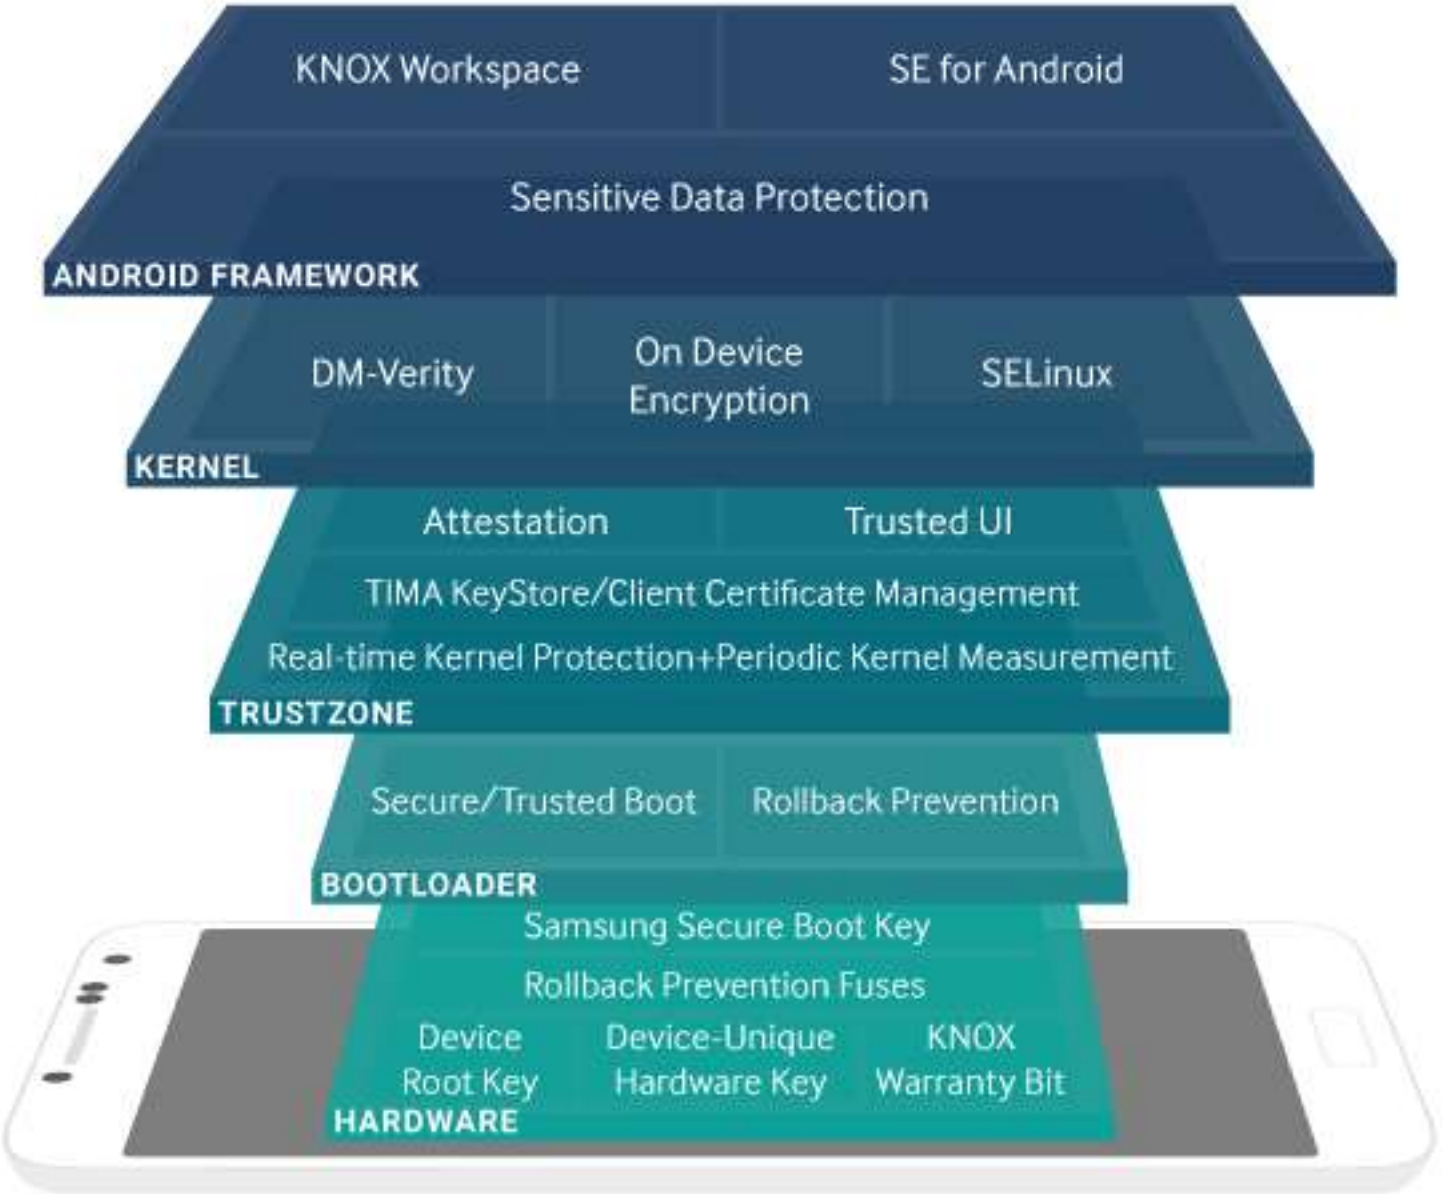 KNOX Workspace
SE for Android
Sensitive Data Protection
ANDROID FRAMEWORK
DM-Verity
On Device
Encryption
SELinux
KERNEL
Attestation
Trusted UI
TIMA KeyStore/Client Certificate Management
Real-time Kernel Protection+Periodic Kernel Measurement
TRUSTZONE
Secure/Trusted Boot
Rollback Prevention
BOOTLOADER
Samsung Secure Boot Key
Rollback Prevention Fuses
Device
Root Key
Device-Unique
Hardware Key
KNOX
Warranty Bit
HARDWARE